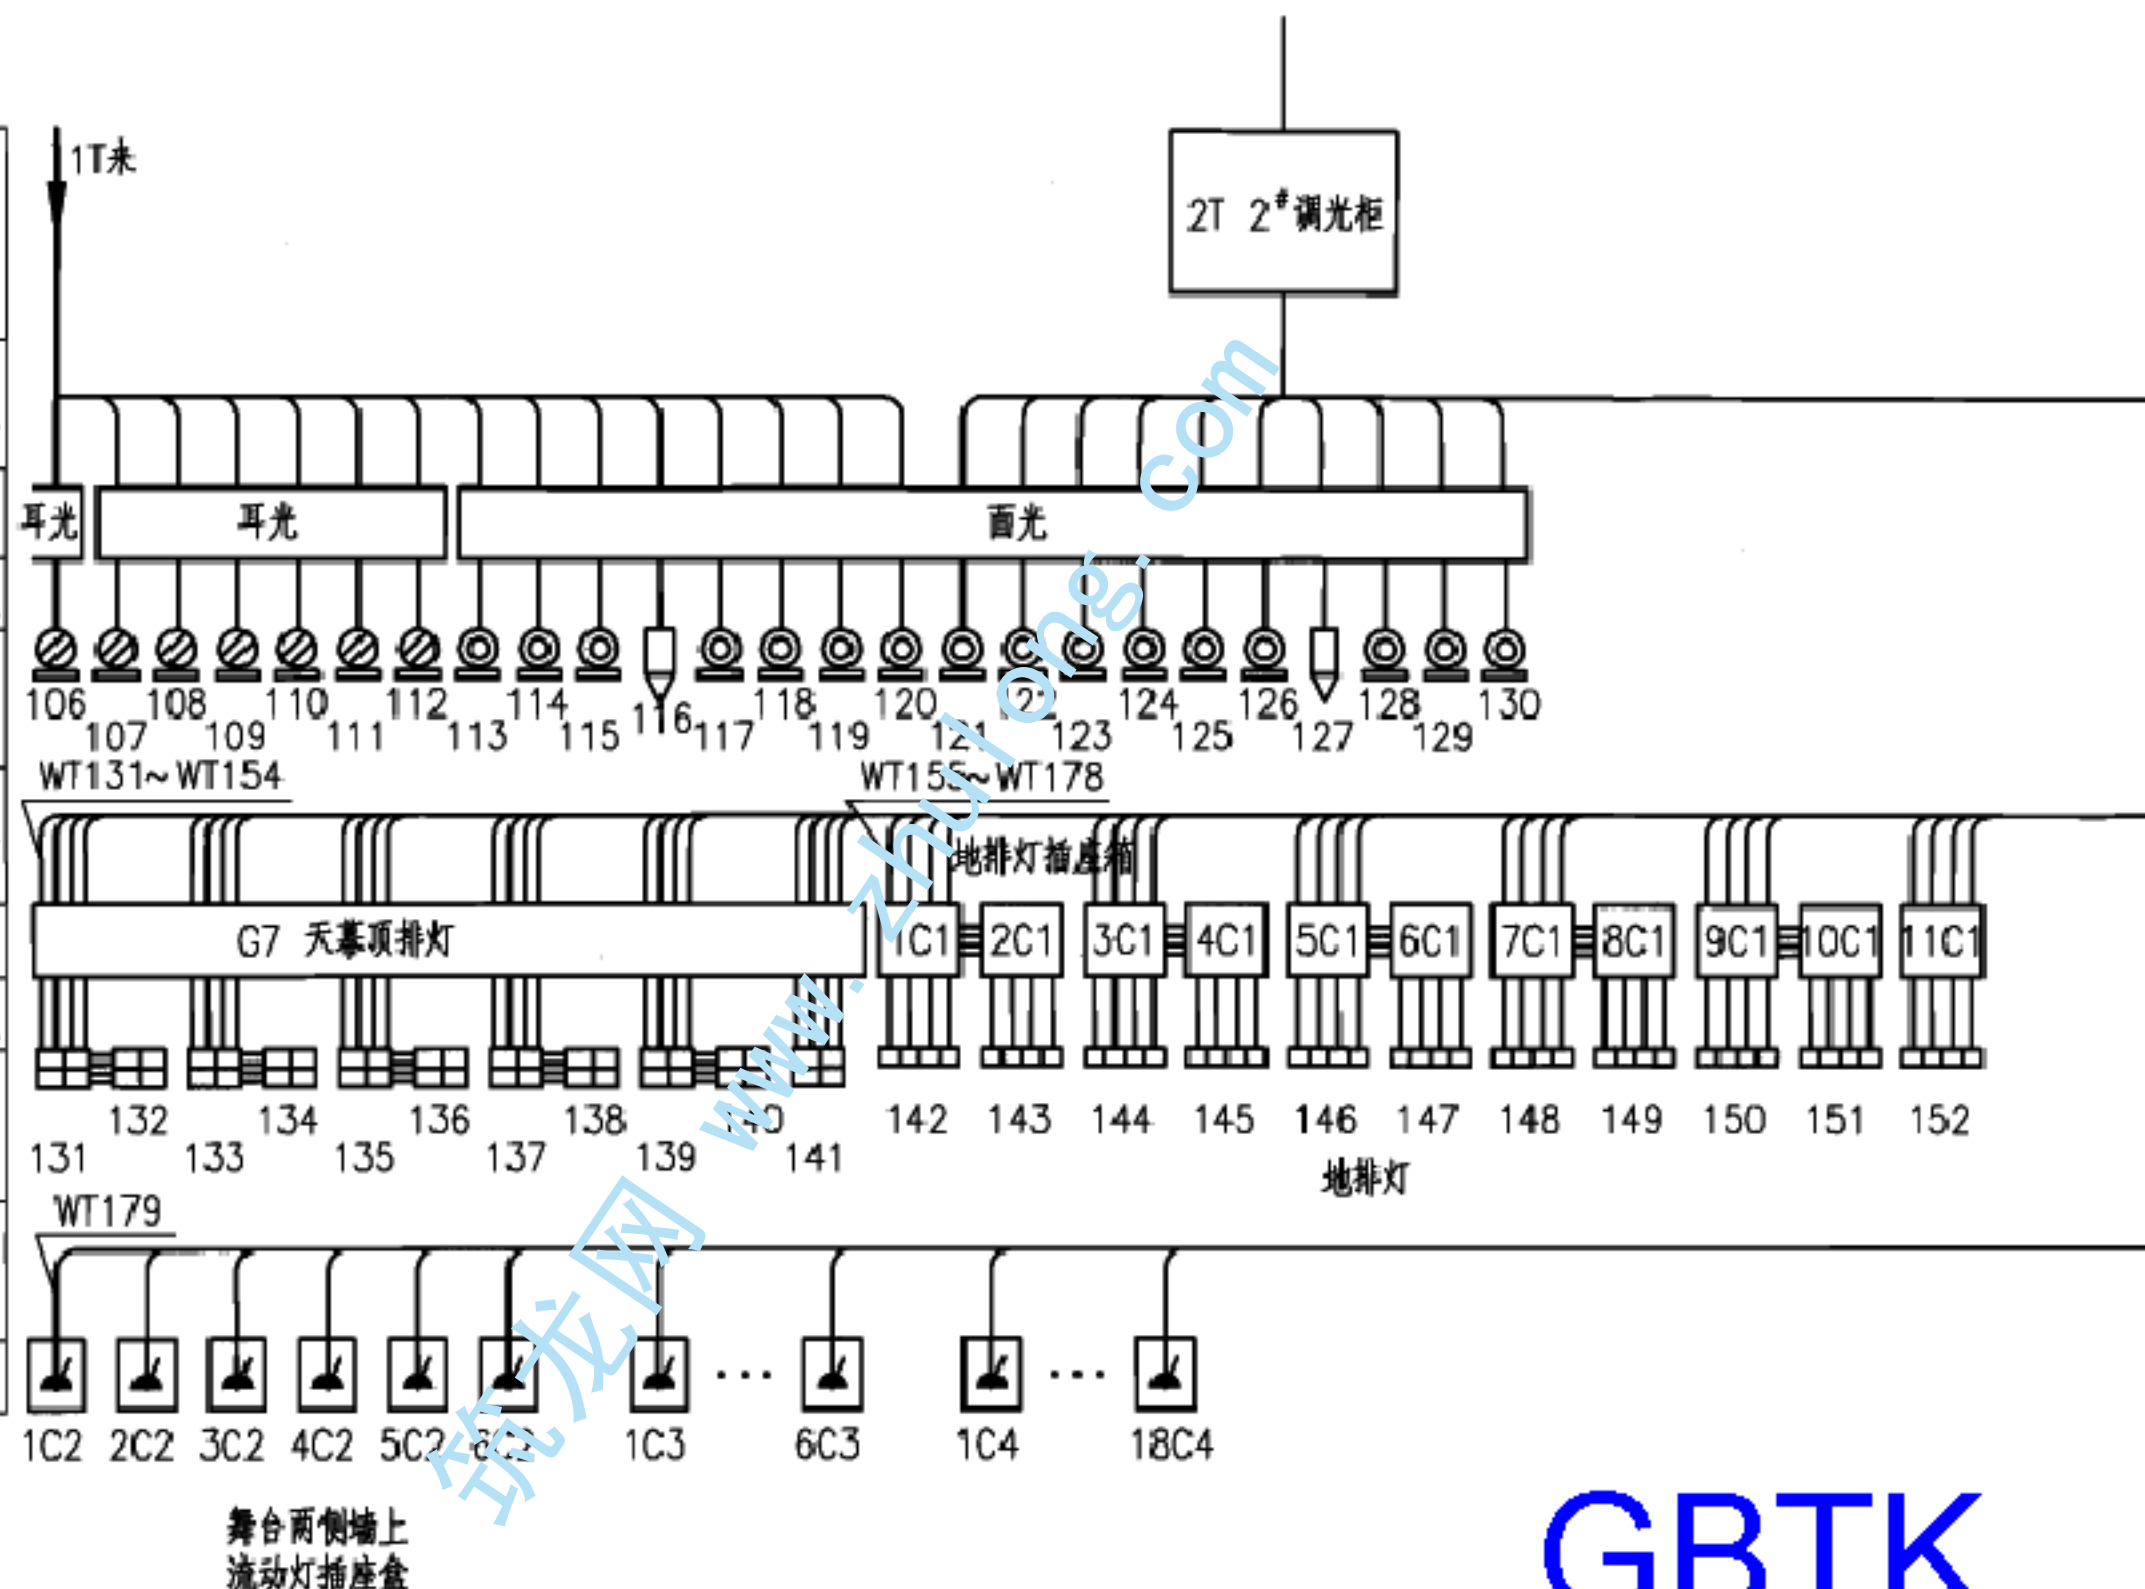 1T来
2T 2#调光柜
耳光 耳光 面光
106 108 110 112 114 116 118 120 122 124 126 128 130
107 109 111 113 115 117 119 121 123 125 127 129
WT131~WT154 WT155~WT178
地排灯插座箱
G7 天幕顶排灯 1C1 2C1 3C1 4C1 5C1 6C1 7C1 8C1 9C1 10C1 11C1
132 134 136 138 140 142 143 144 145 146 147 148 149 150 151 152
131 133 135 137 139 141
地排灯
WT179
... ...
1C2 2C2 3C2 4C2 5C2 6C2 1C3 6C3 1C4 18C4
舞台两侧墙上
流动灯插座盒
筑龙网 www.zhulong.com
GBTK